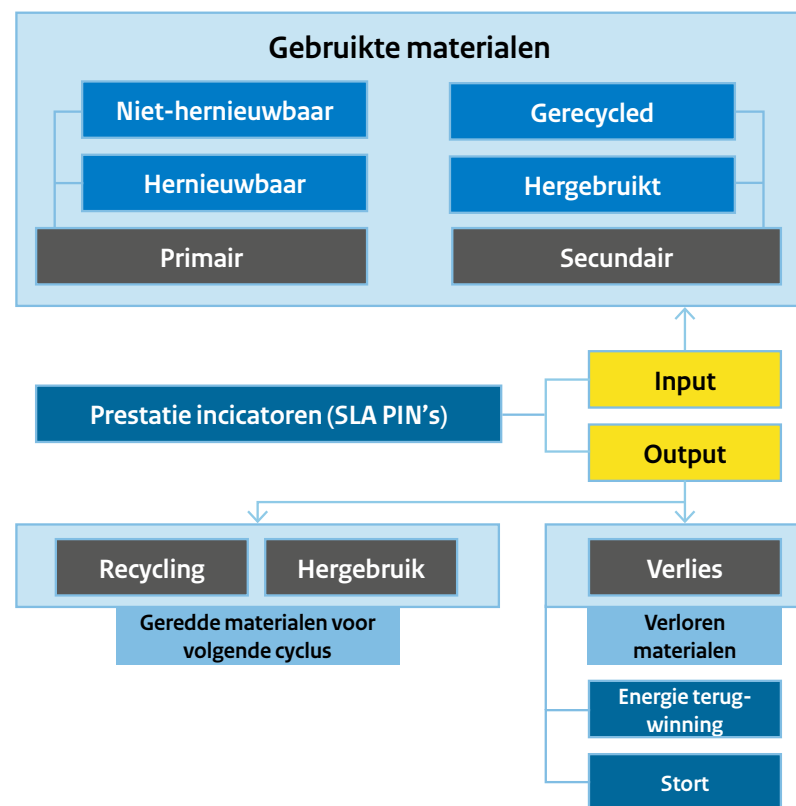 Gebruikte materialen
Niet-hernieuwbaar
Gerecycled
Hernieuwbaar
Hergebruikt
Primair
Secundair
Input
Prestatie incicatoren (SLA PIN's)
Output
Recycling
Hergebruik
Verlies
Geredde materialen voor
volgende cyclus
Verloren
materialen
Energie terug-
winning
Stort